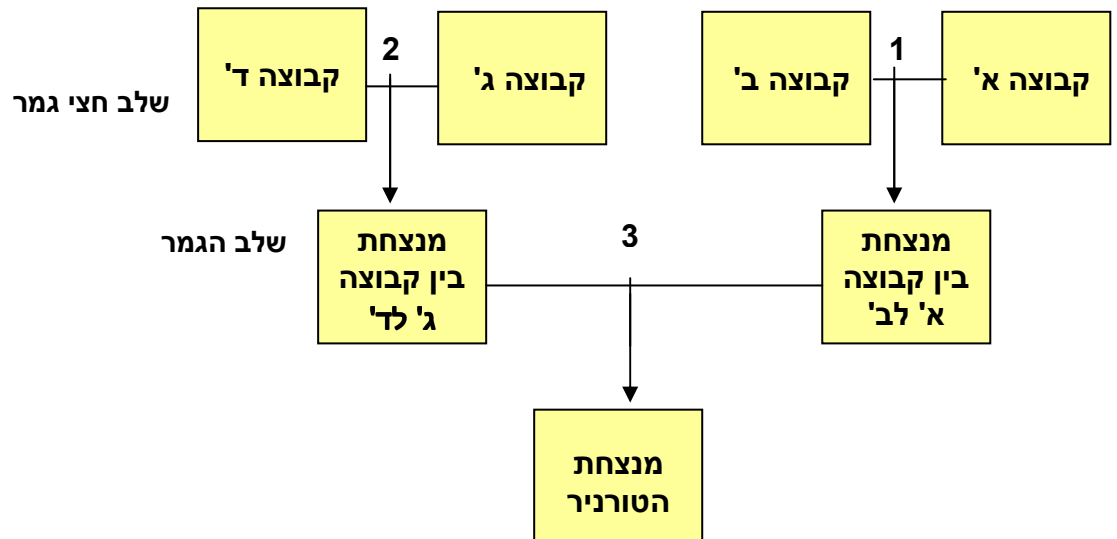 קבוצה א'
1
קבוצה ב'
קבוצה ג'
2
קבוצה ד'
שלב חצי גמר
מנצחת
בין קבוצה
א' לב'
3
מנצחת
בין קבוצה
ג' לד'
שלב הגמר
מנצחת
הטורניר